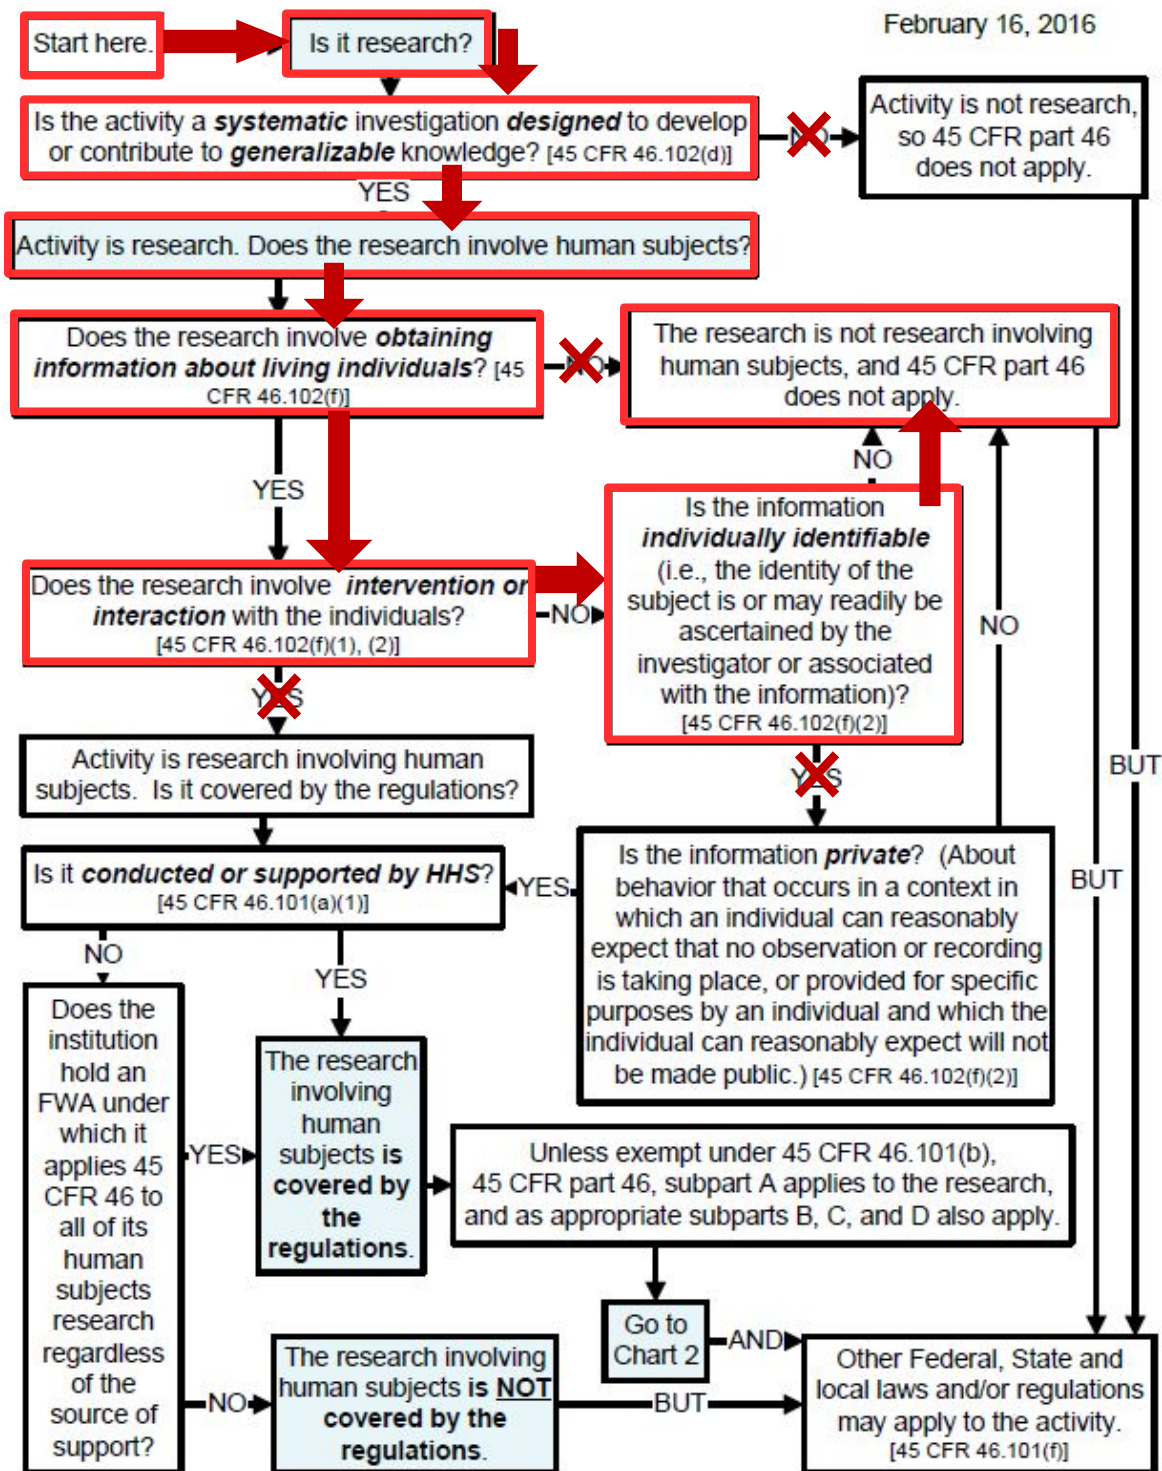 February 16, 2016
Start here.
Is it research?
Is the activity a systematic investigation designed to develop
or contribute to generalizable knowledge? [45 CFR 46.102(d)]
NO
Activity is not research,
so 45 CFR part 46
does not apply.
YES
Activity is research. Does the research involve human subjects?
Does the research involve obtaining
information about living individuals? [45
CFR 46.102(f)]
NO
The research is not research involving
human subjects, and 45 CFR part 46
does not apply.
YES
NO
NO
Does the research involve intervention or
interaction with the individuals?
[45 CFR 46.102(f)(1), (2)]
NO
Is the information
individually identifiable
(i.e., the identity of the
subject is or may readily be
ascertained by the
investigator or associated
with the information)?
[45 CFR 46.102(f)(2)]
YES
YES
BUT
BUT
Activity is research involving human
subjects. Is it covered by the regulations?
Is it conducted or supported by HHS?
[45 CFR 46.101(a)(1)]
YES
Is the information private? (About
behavior that occurs in a context in
which an individual can reasonably
expect that no observation or recording
is taking place, or provided for specific
purposes by an individual and which the
individual can reasonably expect will not
be made public.) [45 CFR 46.102(f)(2)]
NO
YES
Does the
institution
hold an
FWA under
which it
applies 45
CFR 46 to
all of its
human
subjects
research
regardless
of the
source of
support?
YES
The research
involving
human
subjects is
covered by
the
regulations.
Unless exempt under 45 CFR 46.101(b),
45 CFR part 46, subpart A applies to the research,
and as appropriate subparts B, C, and D also apply.
Go to
Chart 2
AND
NO
The research involving
human subjects is NOT
covered by the
regulations.
BUT
Other Federal, State and
local laws and/or regulations
may apply to the activity.
[45 CFR 46.101(f)]